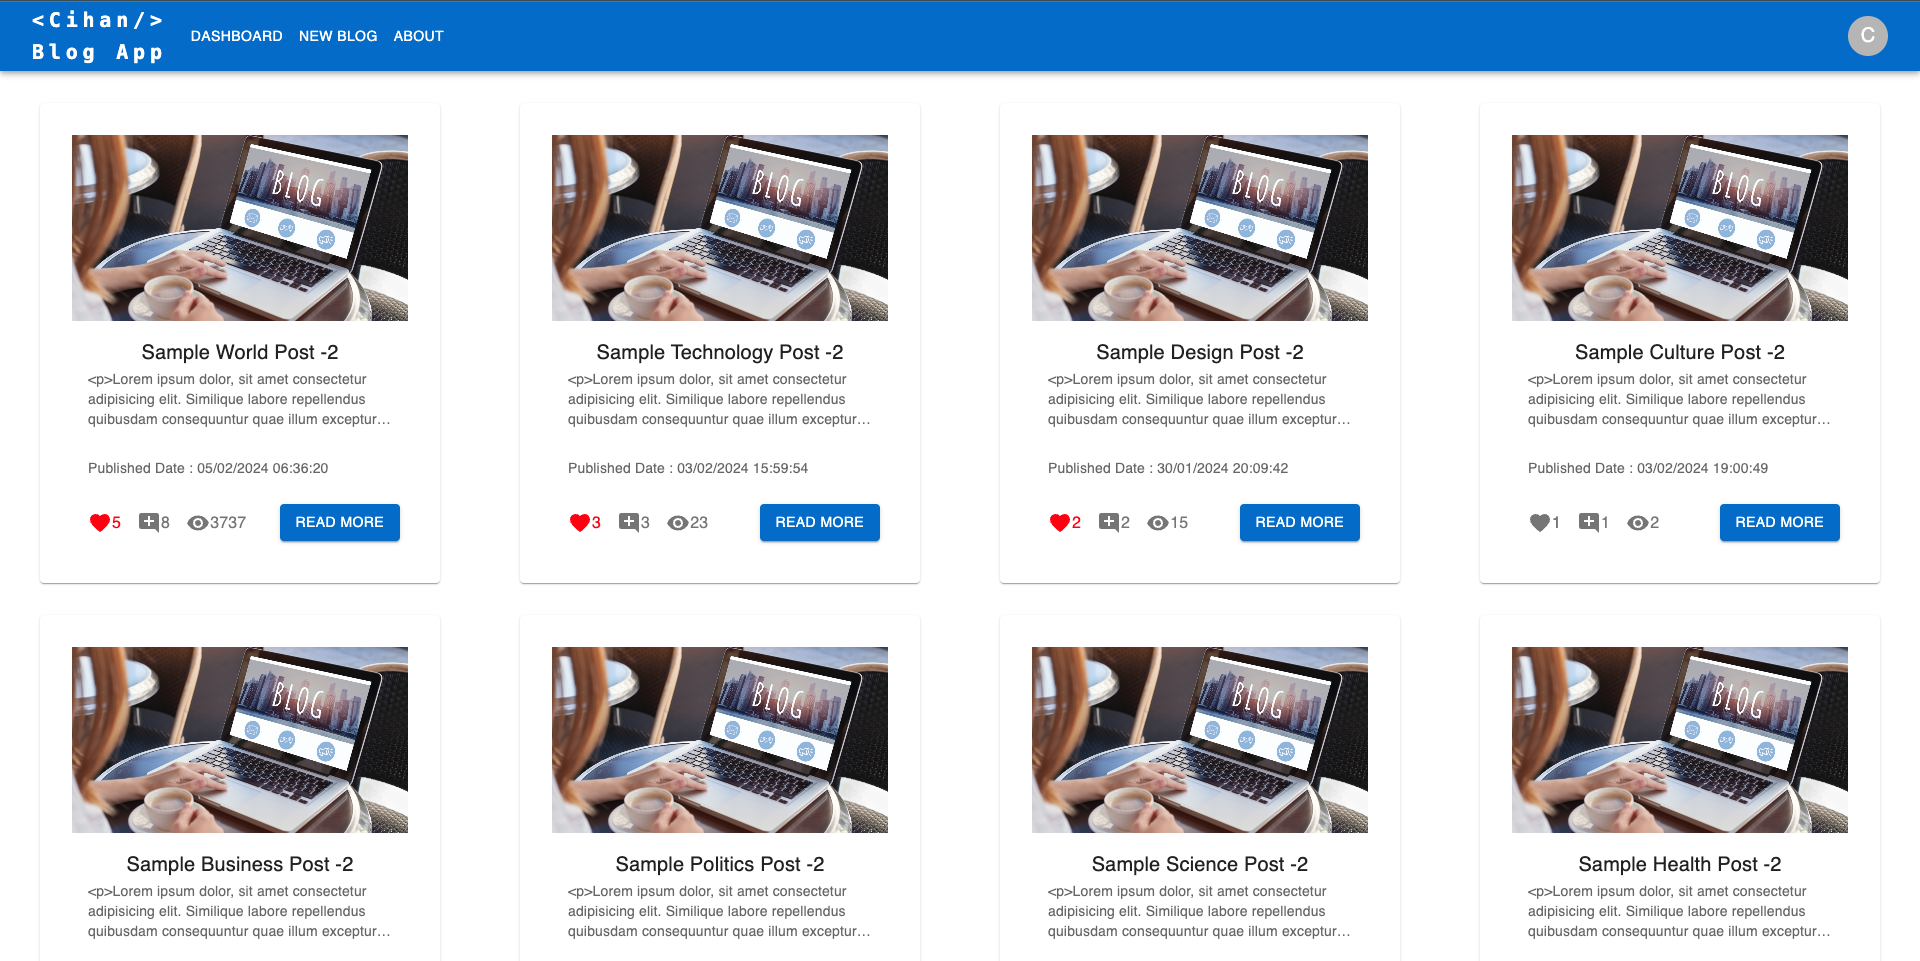 <Cihan/>
Blog App
DASHBOARD NEW BLOG ABOUT
C
BLOG
Sample World Post -2
<p>Lorem ipsum dolor, sit amet consectetur
adipisicing elit. Similique labore repellendus
quibusdam consequuntur quae illum exceptur...
Published Date : 05/02/2024 06:36:20
5 8 3737 READ MORE
BLOG
Sample Technology Post -2
<p>Lorem ipsum dolor, sit amet consectetur
adipisicing elit. Similique labore repellendus
quibusdam consequuntur quae illum exceptur...
Published Date : 03/02/2024 15:59:54
3 3 23 READ MORE
BLOG
Sample Design Post -2
<p>Lorem ipsum dolor, sit amet consectetur
adipisicing elit. Similique labore repellendus
quibusdam consequuntur quae illum exceptur...
Published Date : 30/01/2024 20:09:42
2 2 15 READ MORE
BLOG
Sample Culture Post -2
<p>Lorem ipsum dolor, sit amet consectetur
adipisicing elit. Similique labore repellendus
quibusdam consequuntur quae illum exceptur...
Published Date : 03/02/2024 19:00:49
1 1 2 READ MORE
BLOG
Sample Business Post -2
<p>Lorem ipsum dolor, sit amet consectetur
adipisicing elit. Similique labore repellendus
quibusdam consequuntur quae illum exceptur...
BLOG
Sample Politics Post -2
<p>Lorem ipsum dolor, sit amet consectetur
adipisicing elit. Similique labore repellendus
quibusdam consequuntur quae illum exceptur...
BLOG
Sample Science Post -2
<p>Lorem ipsum dolor, sit amet consectetur
adipisicing elit. Similique labore repellendus
quibusdam consequuntur quae illum exceptur...
BLOG
Sample Health Post -2
<p>Lorem ipsum dolor, sit amet consectetur
adipisicing elit. Similique labore repellendus
quibusdam consequuntur quae illum exceptur...